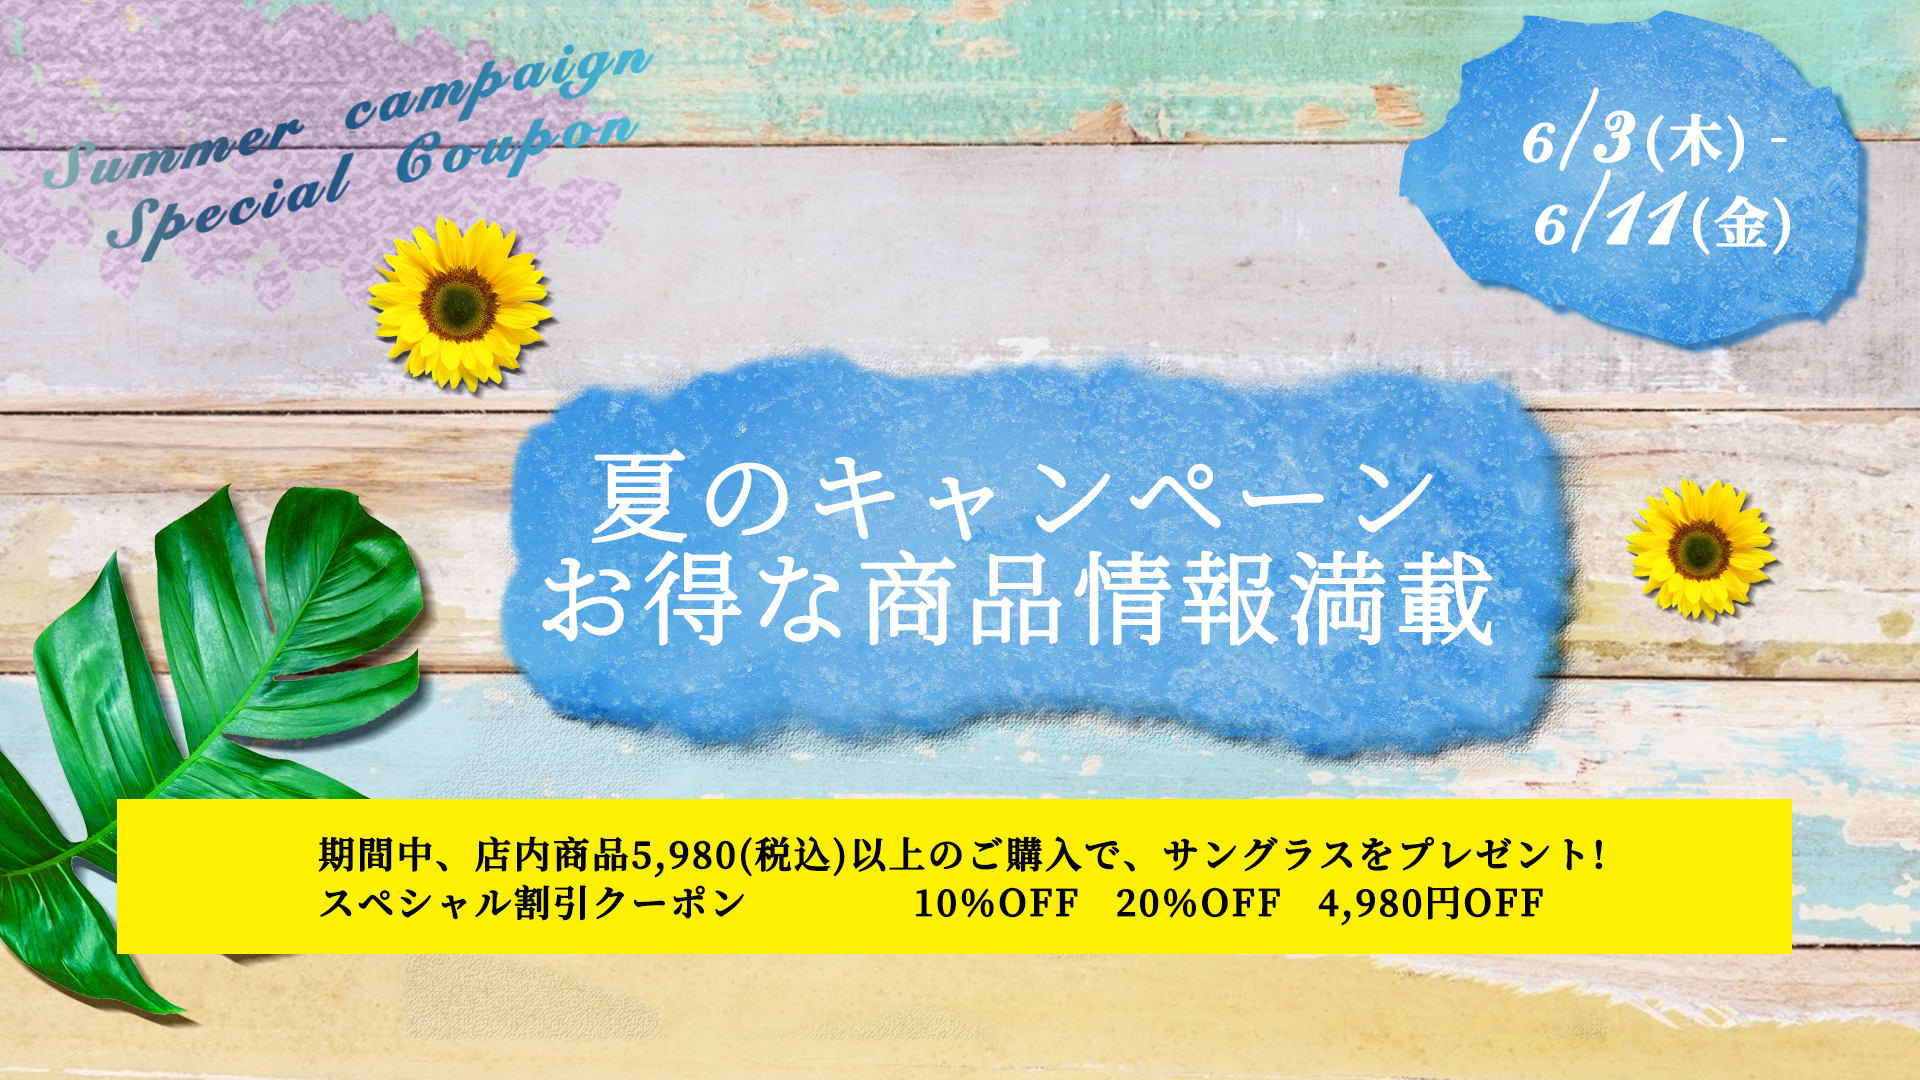 Summer campaign
Special Coupon
6/3(木) -
6/11(金)
夏のキャンペーン
お得な商品情報満載
期間中、店内商品5,980(税込)以上のご購入で、サングラスをプレゼント!
スペシャル割引クーポン 10%OFF 20%OFF 4,980円OFF